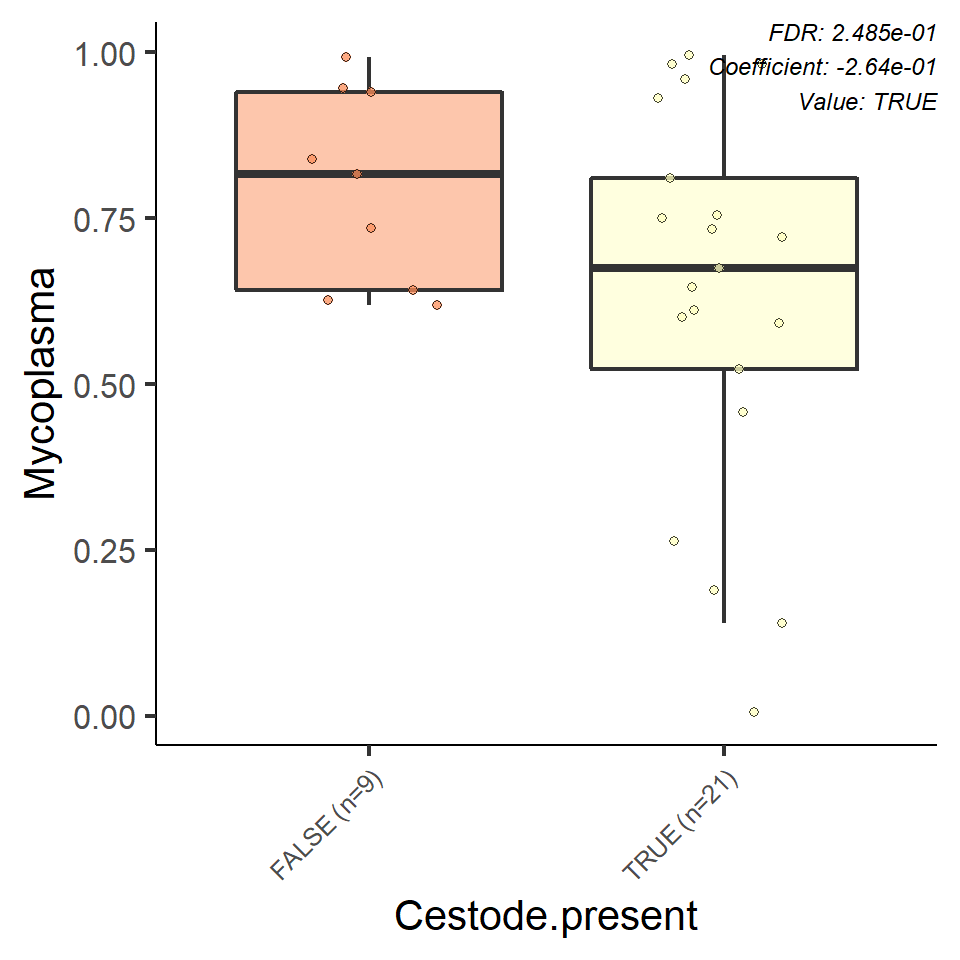 FDR: 2.485e-01
Coefficient: -2.64e-01
Value: TRUE
1.00
0.75
0.50
0.25
0.00
Mycoplasma
FALSE (n=9)
TRUE (n=21)
Cestode.present